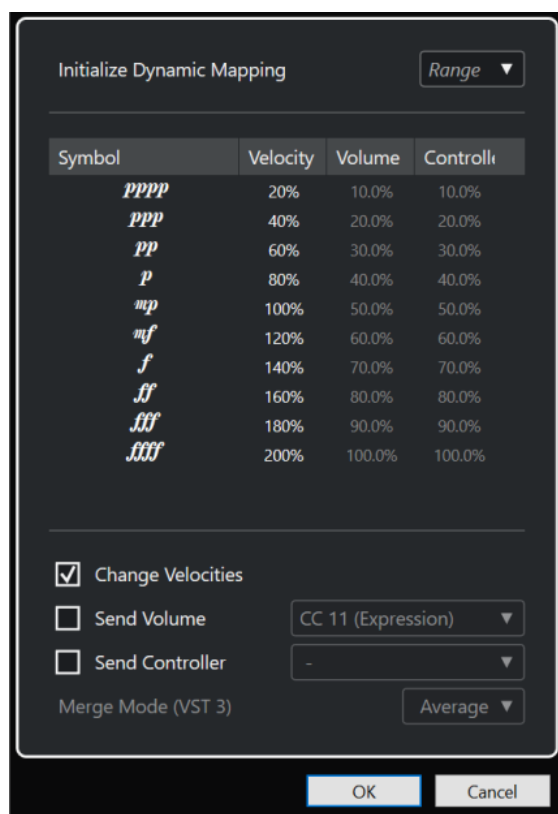 Initialize Dynamic Mapping Range
Symbol Velocity Volume Controlle
pppp 20% 10.0% 10.0%
ppp 40% 20.0% 20.0%
pp 60% 30.0% 30.0%
p 80% 40.0% 40.0%
mp 100% 50.0% 50.0%
mf 120% 60.0% 60.0%
f 140% 70.0% 70.0%
ff 160% 80.0% 80.0%
fff 180% 90.0% 90.0%
ffff 200% 100.0% 100.0%
Change Velocities
Send Volume CC 11 (Expression)
Send Controller -
Merge Mode (VST 3) Average
OK Cancel